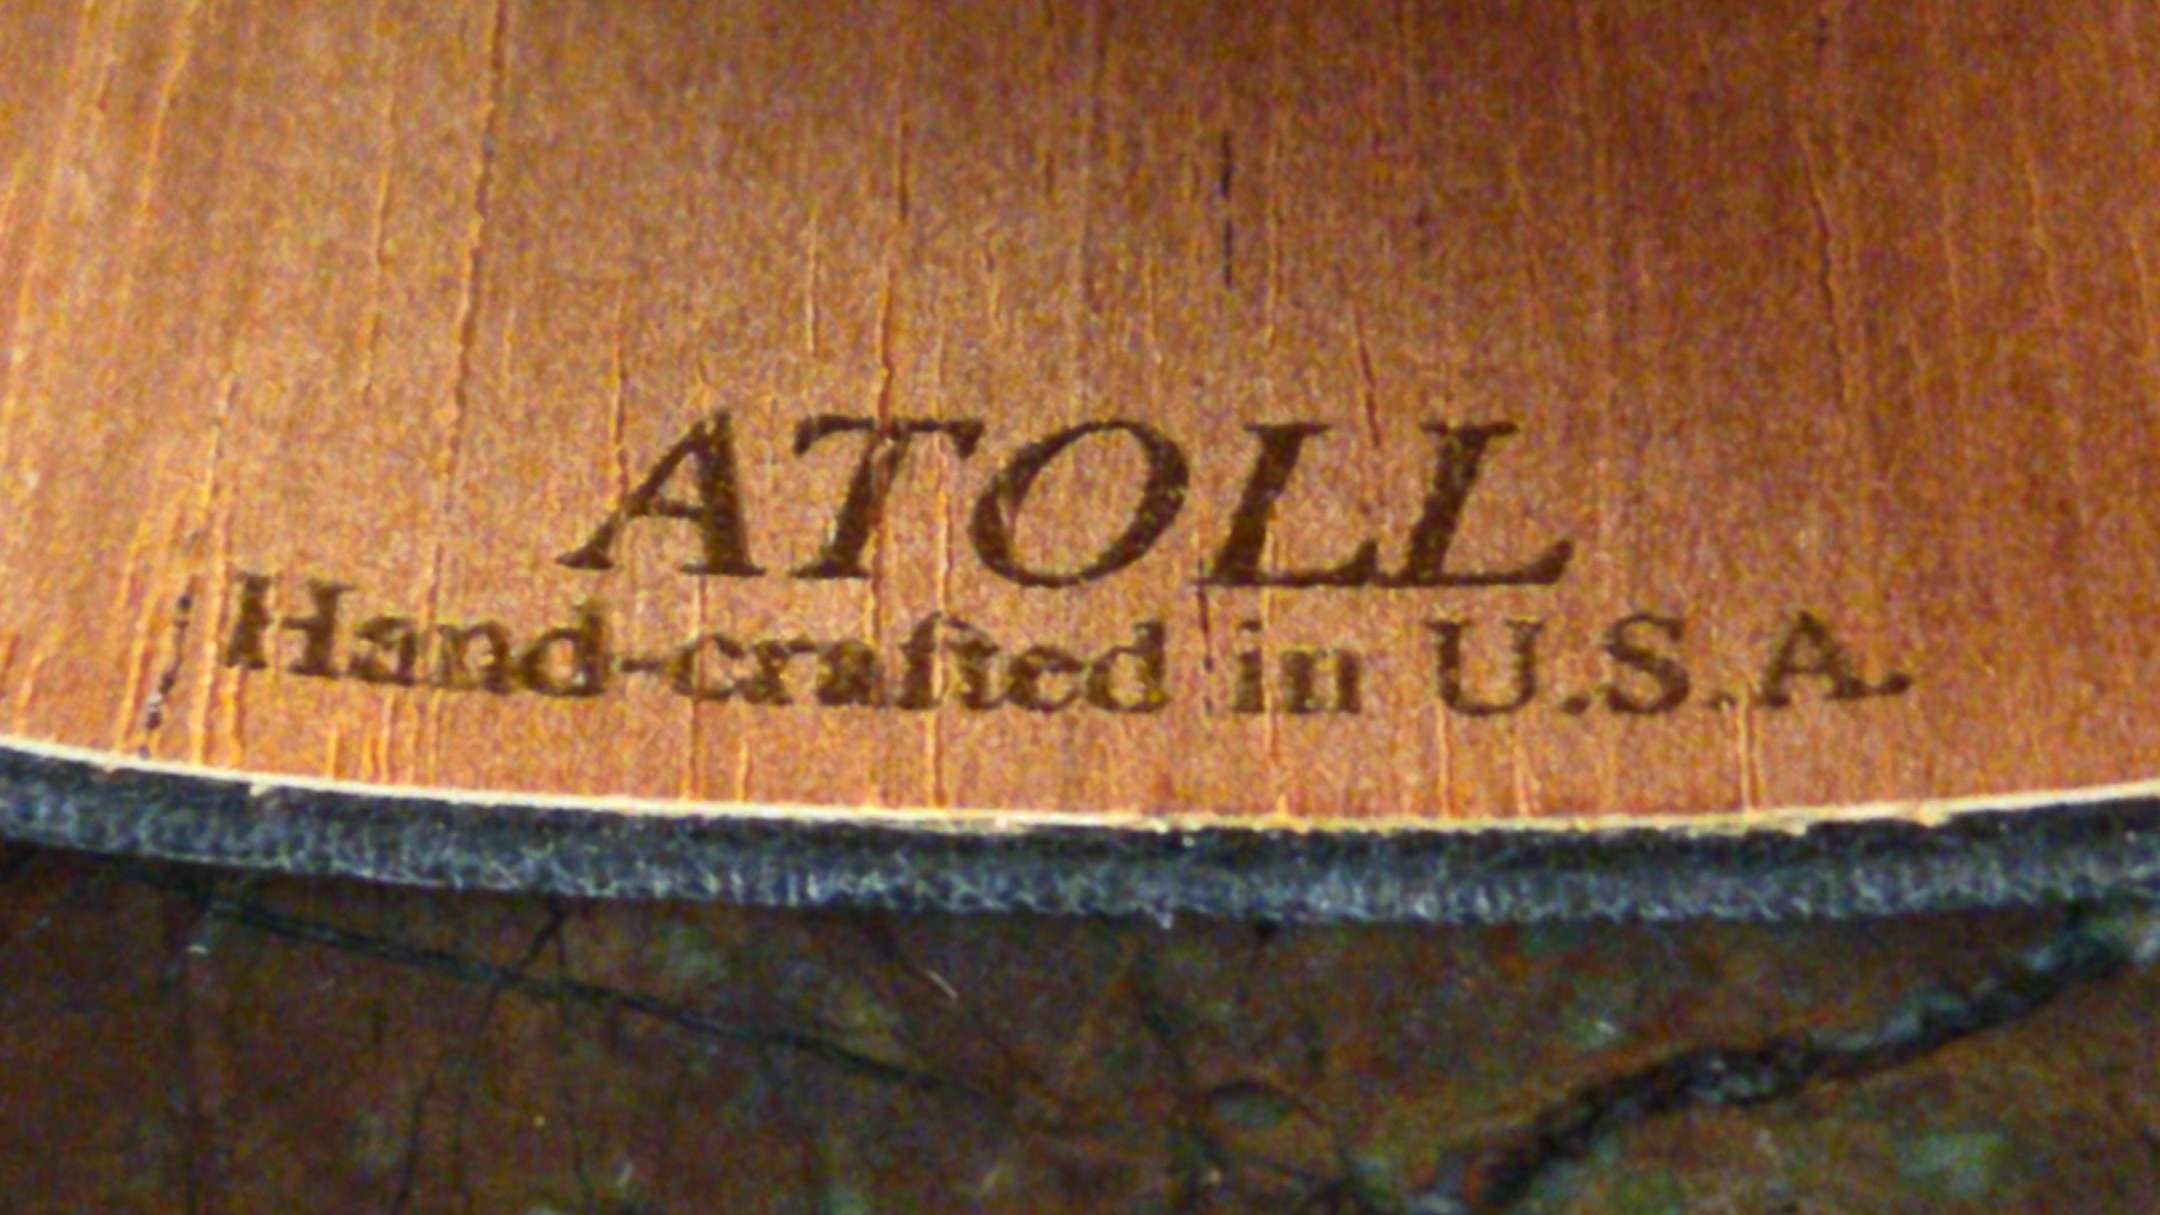 ATOLL
Hand-crafted in U.S.A.